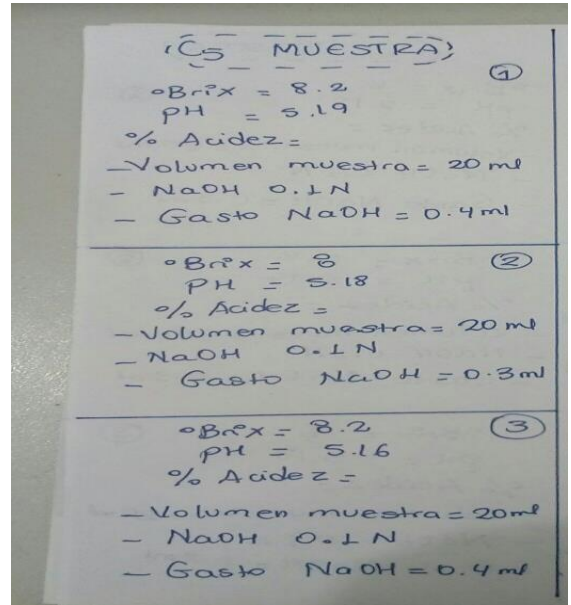 (C5 MUESTRA)
1
°Brix = 8.2
PH = 5.19
% Acidez =
- Volumen muestra = 20 ml
- NaOH 0.1 N
- Gasto NaOH = 0.4 ml
°Brix = 8
2
PH = 5.18
% Acidez =
- Volumen muestra = 20 ml
- NaOH 0.1 N
- Gasto NaOH = 0.3 ml
°Brix = 8.2
3
PH = 5.16
% Acidez =
- Volumen muestra = 20 ml
- NaOH 0.1 N
- Gasto NaOH = 0.4 ml